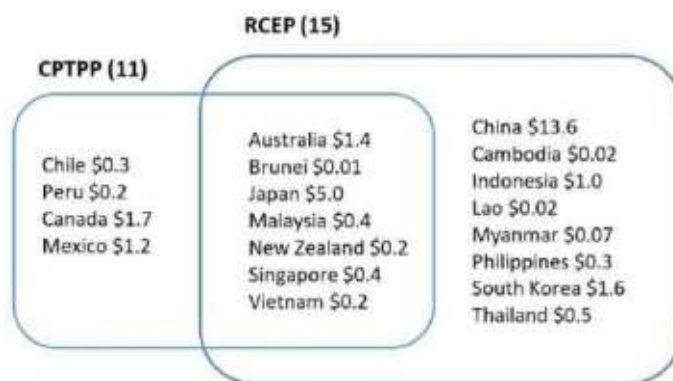 RCEP (15)
CPTPP (11)
Chile $0.3
Peru $0.2
Canada $1.7
Mexico $1.2
Australia $1.4
Brunei $0.01
Japan $5.0
Malaysia $0.4
New Zealand $0.2
Singapore $0.4
Vietnam $0.2
China $13.6
Cambodia $0.02
Indonesia $1.0
Lao $0.02
Myanmar $0.07
Philippines $0.3
South Korea $1.6
Thailand $0.5